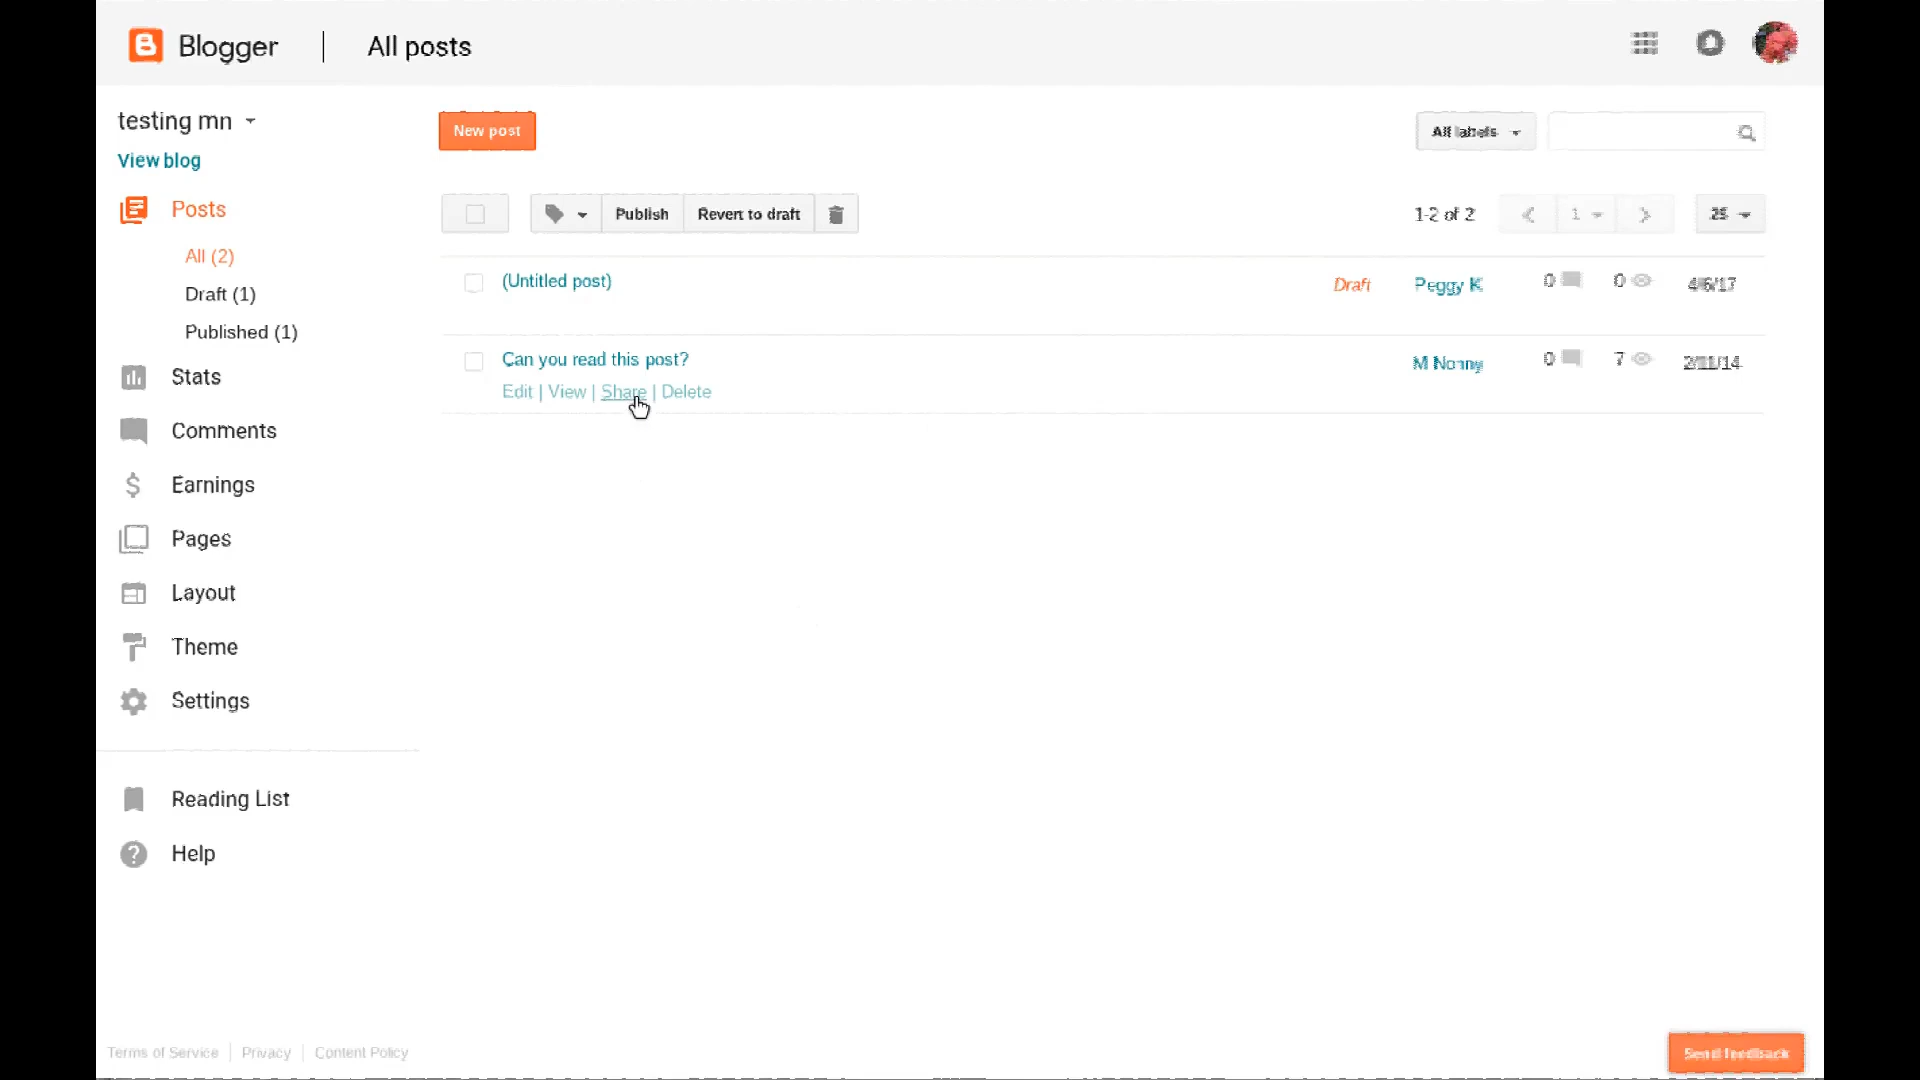 Blogger | All posts
testing mn
View blog
New post
All labels
Posts
Publish
Revert to draft
1-2 of 2
1
25
All (2)
Draft (1)
Published (1)
(Untitled post)
Draft
Peggy K
0
0
4/6/17
Can you read this post?
Edit | View | Share | Delete
M Nonny
0
7
Stats
Comments
Earnings
Pages
Layout
Theme
Settings
Reading List
Help
Terms of Service | Privacy | Content Policy
Send feedback